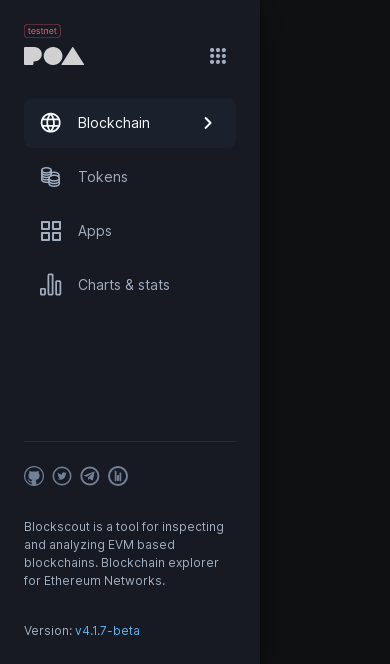 testnet
POA
Blockchain
Tokens
Apps
Charts & stats
Blockscout is a tool for inspecting
and analyzing EVM based
blockchains. Blockchain explorer
for Ethereum Networks.
Version: v4.1.7-beta